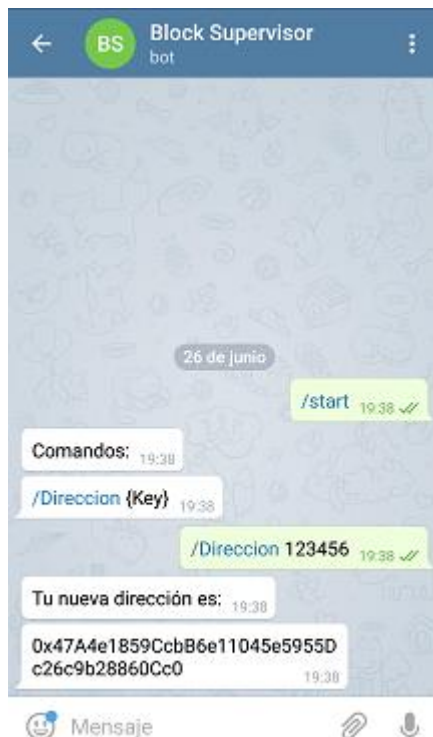 BS
Block Supervisor
bot
26 de junio
/start 19:38
Comandos: 19:38
/Direccion {Key} 19:38
/Direccion 123456 19:38
Tu nueva dirección es: 19:38
0x47A4e1859CcbB6e11045e5955D
c26c9b28860Cc0 19:38
Mensaje